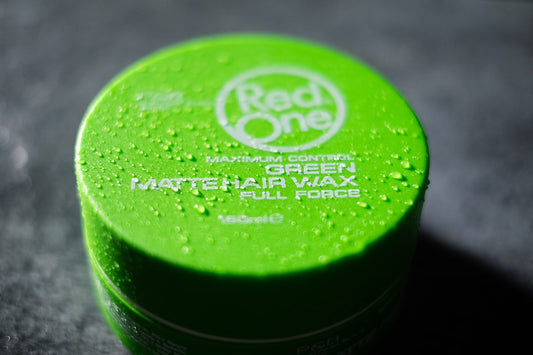 Red
One
MAXIMUM CONTROL
GREEN
MATTE HAIR WAX
FULL FORCE
150ml e